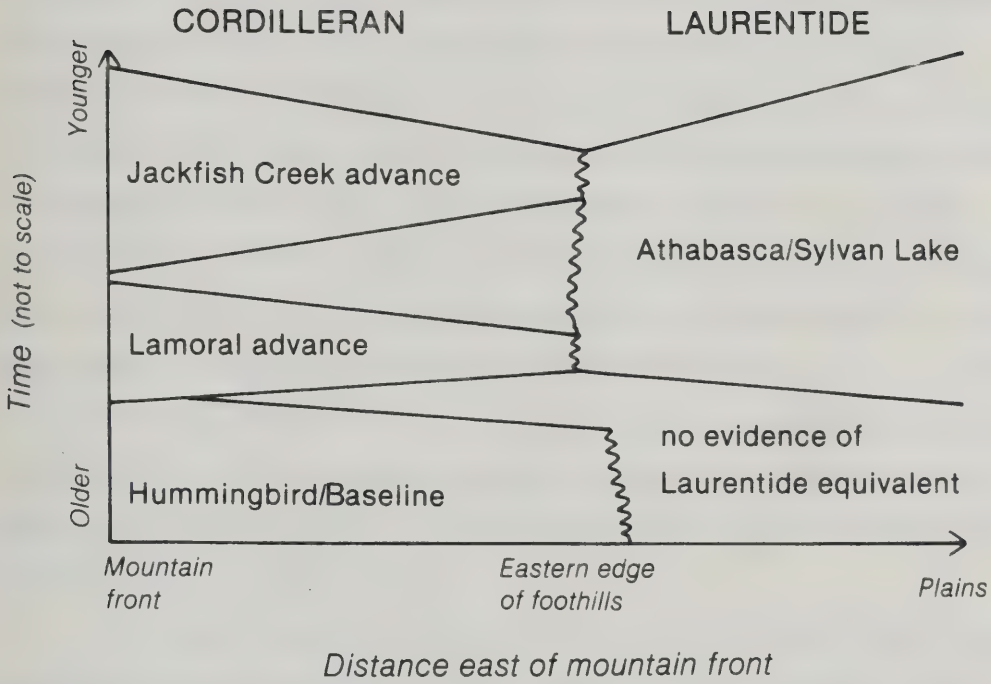 CORDILLERAN
LAURENTIDE
Younger
Time (not to scale)
Older
Jackfish Creek advance
Athabasca/Sylvan Lake
Lamoral advance
no evidence of
Laurentide equivalent
Hummingbird/Baseline
Mountain
front
Eastern edge
of foothills
Plains
Distance east of mountain front